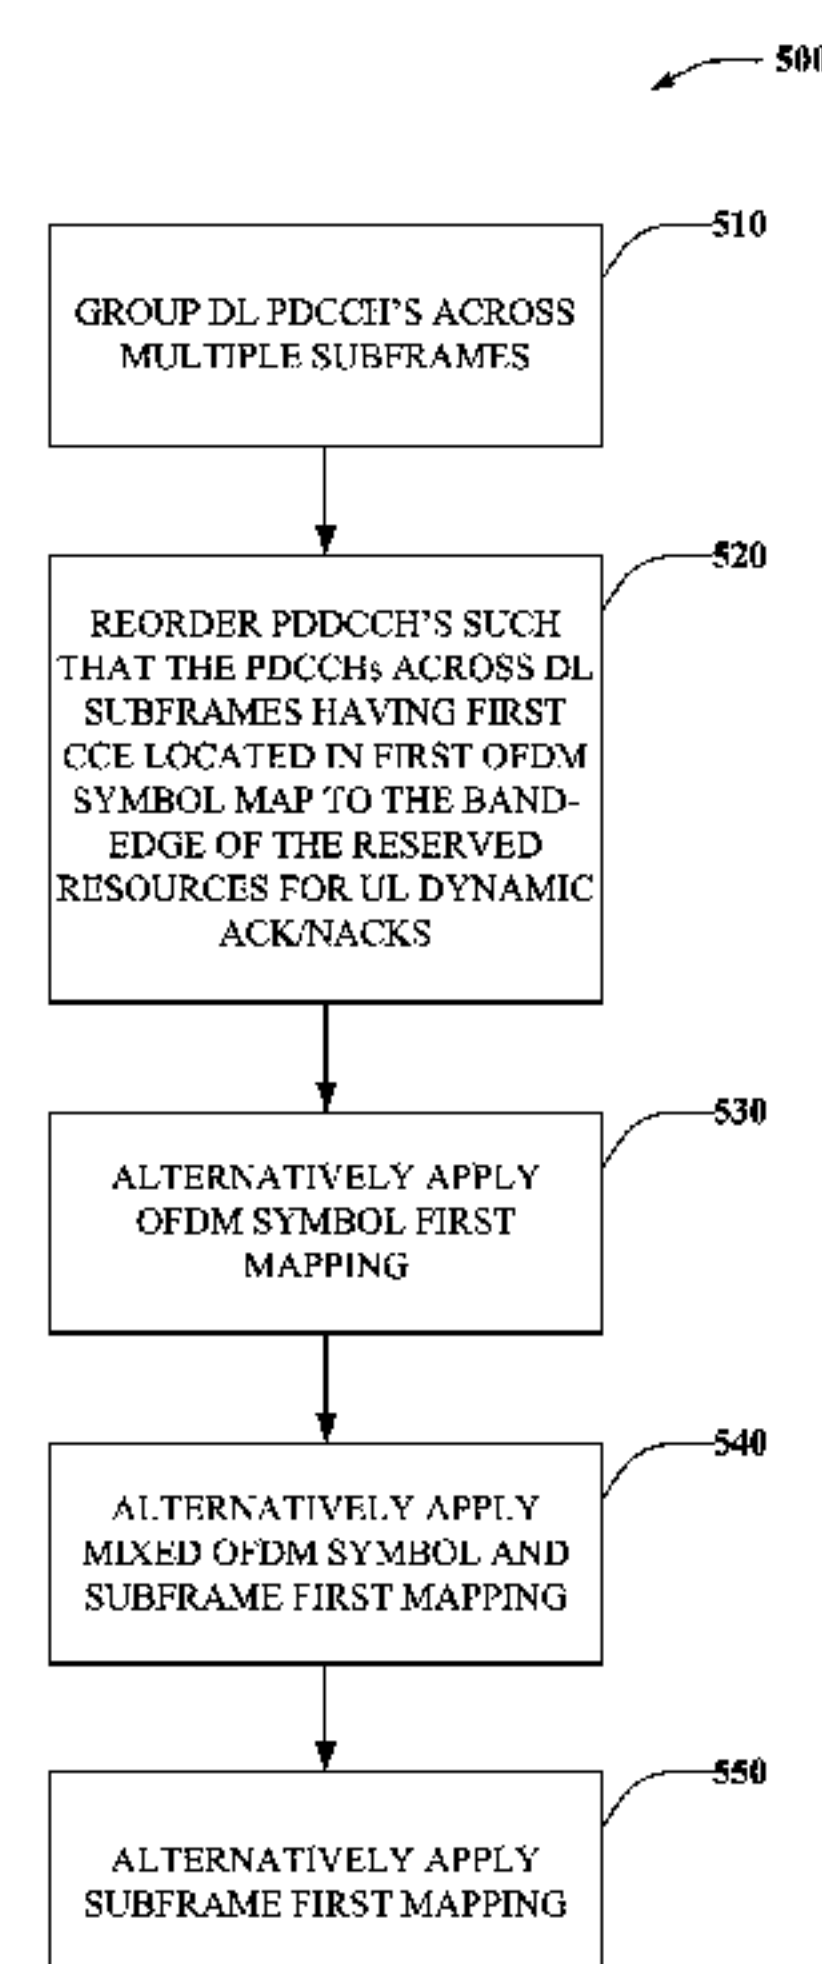 500
510
GROUP DL PDCCH'S ACROSS
MULTIPLE SUBFRAMES
520
REORDER PDDCCH'S SUCH
THAT THE PDCCHs ACROSS DL
SUBFRAMES HAVING FIRST
CCE LOCATED IN FIRST OFDM
SYMBOL MAP TO THE BAND-
EDGE OF THE RESERVED
RESOURCES FOR UL DYNAMIC
ACK/NACKS
530
ALTERNATIVELY APPLY
OFDM SYMBOL FIRST
MAPPING
540
ALTERNATIVELY APPLY
MIXED OFDM SYMBOL AND
SUBFRAME FIRST MAPPING
550
ALTERNATIVELY APPLY
SUBFRAME FIRST MAPPING